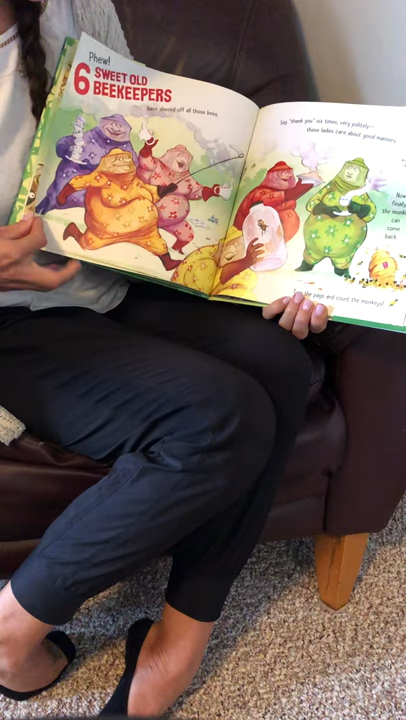 Phew!
6 SWEET OLD
BEEKEEPERS
have shooed off all those bees.
Say "thank you" six times, very politely—
these ladies care about good manners.
Now
finally
the monkeys
can
come
back
Turn the page and count the monkeys!